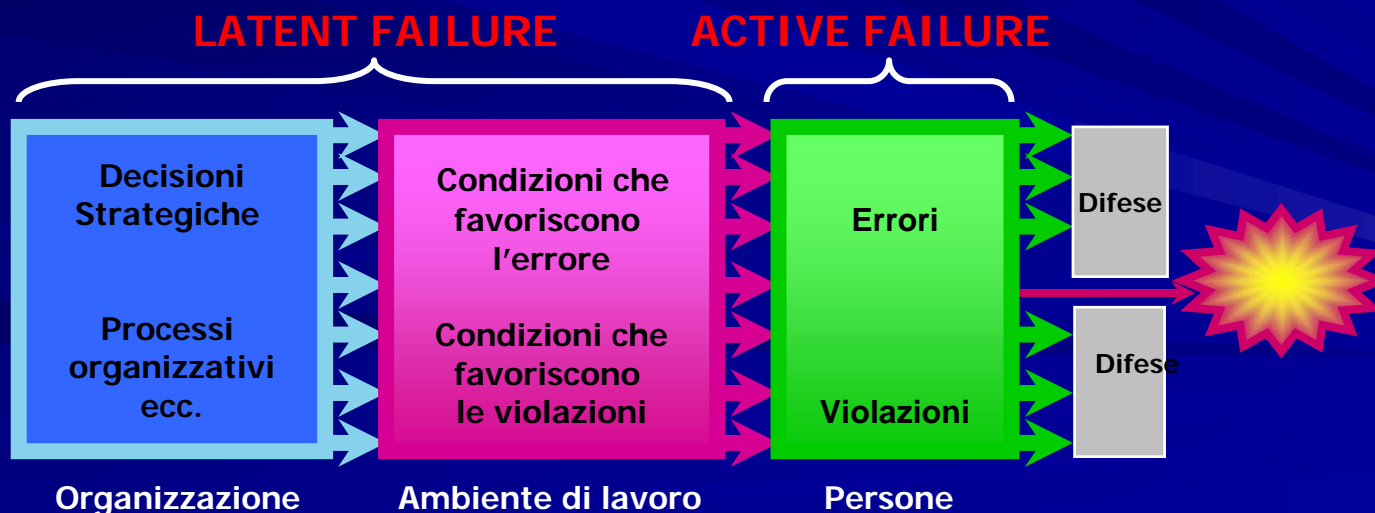 LATENT FAILURE
ACTIVE FAILURE
Decisioni
Strategiche
Processi
organizzativi
ecc.
Condizioni che
favoriscono
l'errore
Condizioni che
favoriscono
le violazioni
Errori
Violazioni
Difese
Difese
Organizzazione
Ambiente di lavoro
Persone